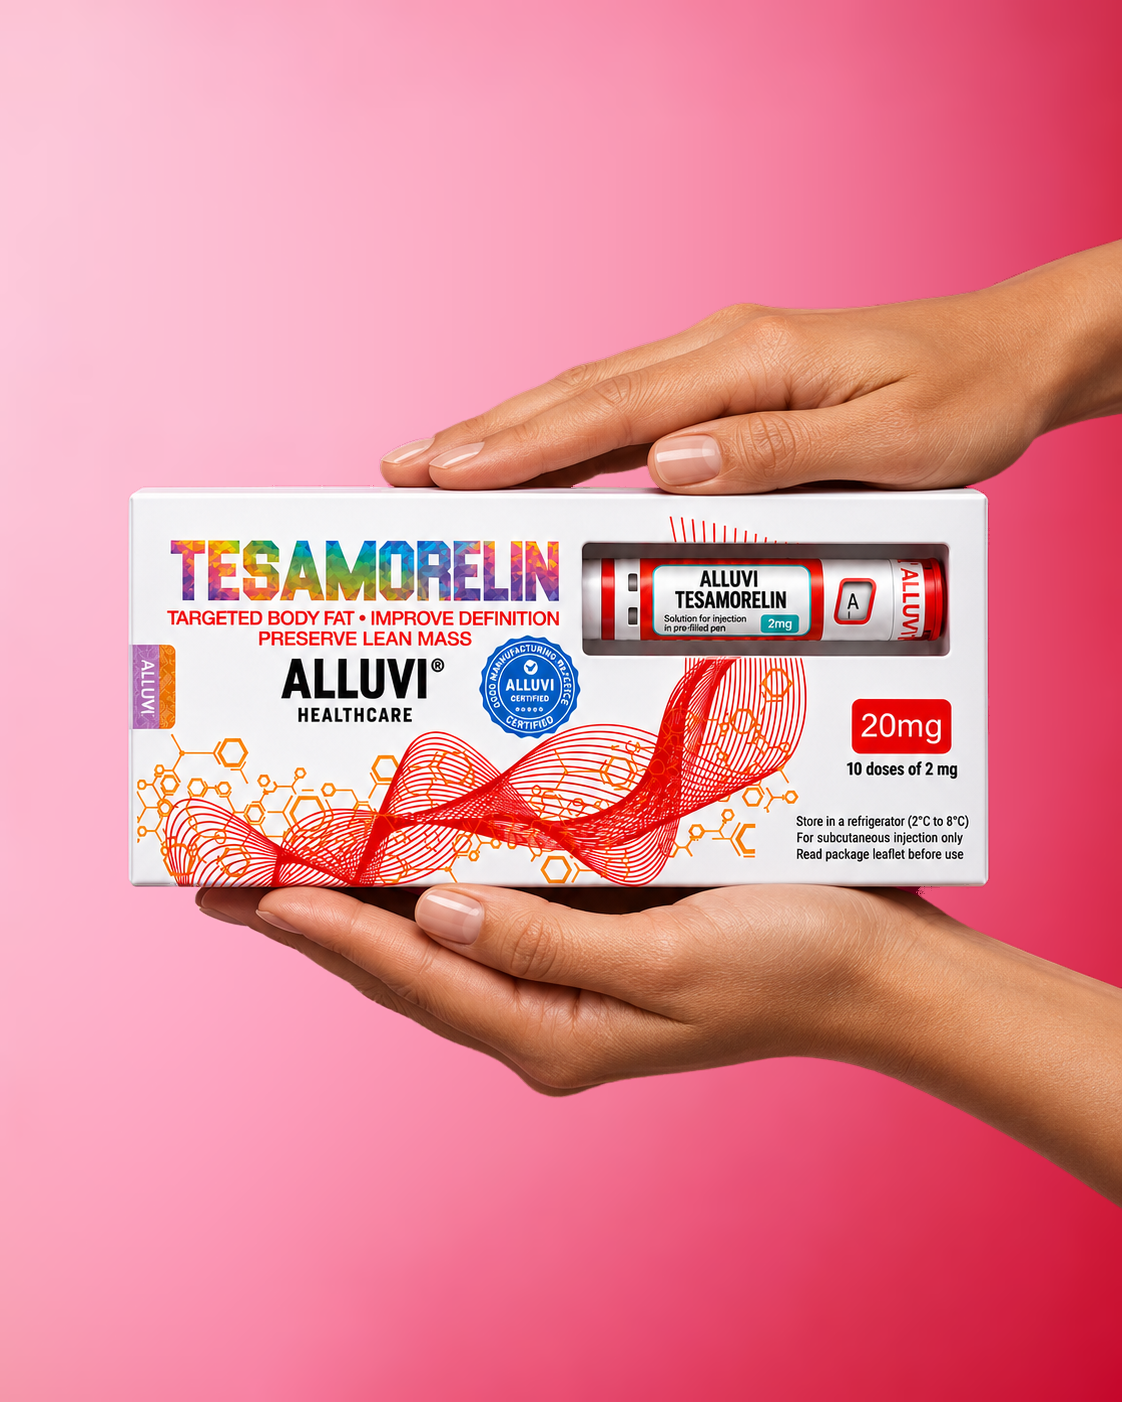 TESAMORELIN
TARGETED BODY FAT • IMPROVE DEFINITION
PRESERVE LEAN MASS
ALLUVI®
HEALTHCARE
ALLUVI
MANUFACTURING
ALLUVI
CERTIFIED
CERTIFIED
ALLUVI
TESAMORELIN
Solution for injection
in pre-filled pen
2mg
A
ALLUVI
20mg
10 doses of 2 mg
Store in a refrigerator (2°C to 8°C)
For subcutaneous injection only
Read package leaflet before use